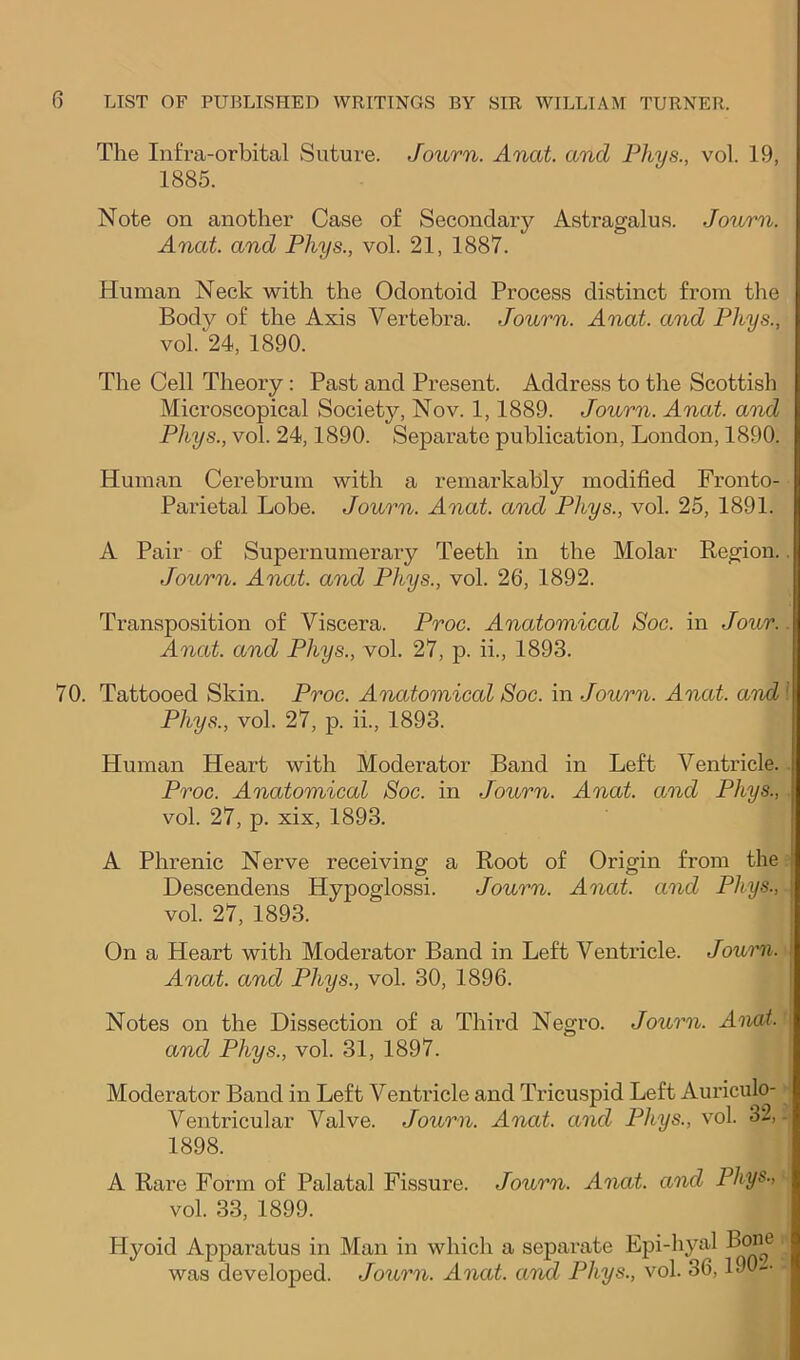 6 LIST OF PUBLISHED WRITINGS BY SIR WILLIAM TURNER.
The Infra-orbital Suture. Journ. Anat. and Phys., vol. 19,
1885.
Note on another Case of Secondary Astragalus. Journ.
Anat. and Phys., vol. 21, 1887.
Human Neck with the Odontoid Process distinct from the
Body of the Axis Vertebra. Journ. Anat. and Phys.,
vol. 24, 1890.
The Cell Theory: Past and Present. Address to the Scottish
Microscopical Society, Nov. 1, 1889. Journ. Anat. and
Phys., vol. 24, 1890. Separate publication, London, 1890.
Human Cerebrum with a remarkably modified Fronto-
Parietal Lobe. Journ. Anat. and Phys., vol. 25, 1891.
A Pair of Supernumerary Teeth in the Molar Region.
Journ. Anat. and Phys., vol. 26, 1892.
Transposition of Viscera. Proc. Anatomical Soc. in Jour.
Anat. and Phys., vol. 27, p. ii., 1893.
70. Tattooed Skin. Proc. Anatomical Soc. in Journ. Anat. and
Phys., vol. 27, p. ii., 1893.
Human Heart with Moderator Band in Left Ventricle.
Proc. Anatomical Soc. in Journ. Anat. and Phys.,
vol. 27, p. xix, 1893.
A Phrenic Nerve receiving a Root of Origin from the
Descendens Hypoglossi. Journ. Anat. and Phys.,
vol. 27, 1893.
On a Heart with Moderator Band in Left Ventricle. Journ.
Anat. and Phys., vol. 30, 1896.
Notes on the Dissection of a Third Negro. Journ. Anat.
and Phys., vol. 31, 1897.
Moderator Band in Left Ventricle and Tricuspid Left Auriculo-
Ventricular Valve. Journ. Anat. and Phys., vol. 32,
1898.
A Rare Form of Palatal Fissure. Journ. Anat. and Phys.,
vol. 33, 1899.
Hyoid Apparatus in Man in which a separate Epi-hyal Bone
was developed. Journ. Anat. and Phys., vol. 36, 1902.